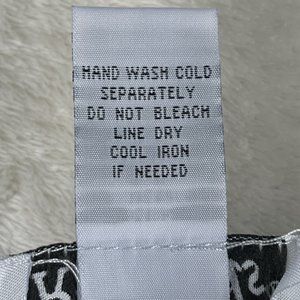 HAND WASH COLD
SEPARATELY
DO NOT BLEACH
LINE DRY
COOL IRON
IF NEEDED